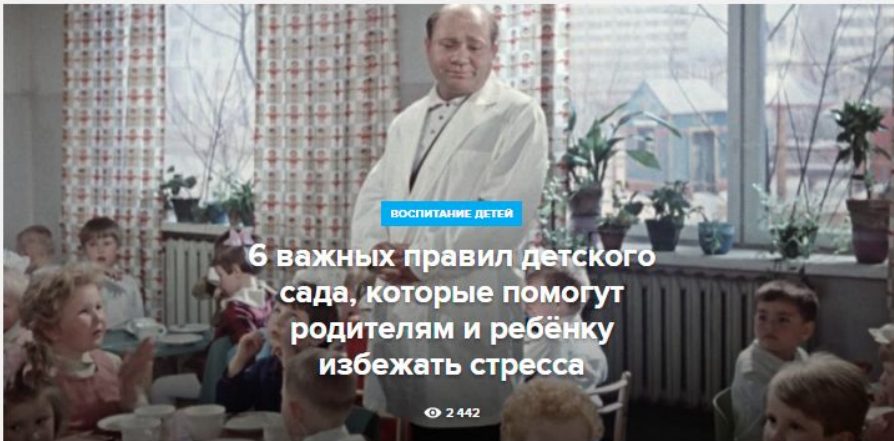 ВОСПИТАНИЕ ДЕТЕЙ
6 важных правил детского
сада, которые помогут
родителям и ребёнку
избежать стресса
2 442